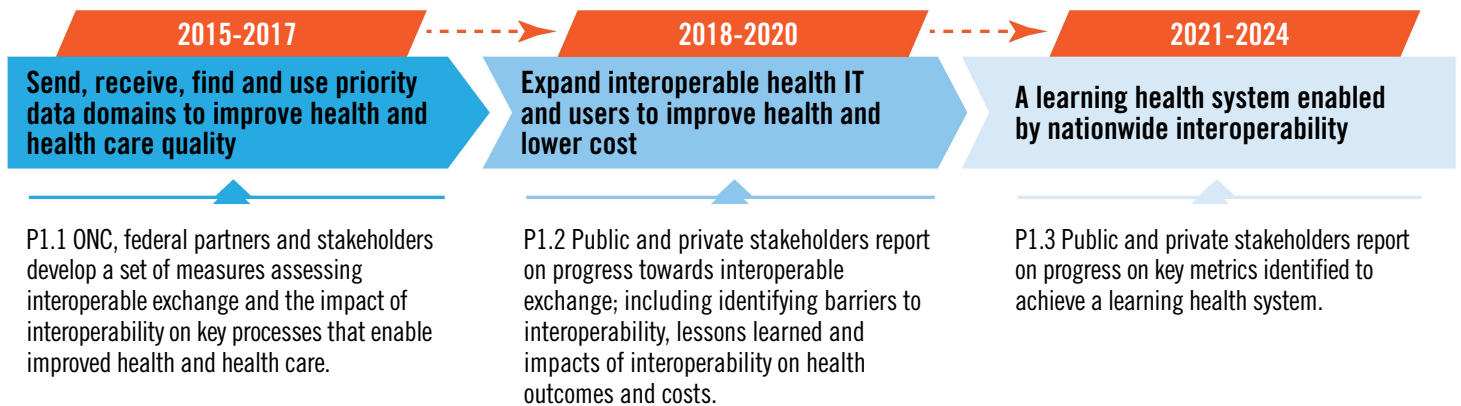 2015-2017
Send, receive, find and use priority
data domains to improve health and
health care quality
P1.1 ONC, federal partners and stakeholders
develop a set of measures assessing
interoperable exchange and the impact of
interoperability on key processes that enable
improved health and health care.
2018-2020
Expand interoperable health IT
and users to improve health and
lower cost
P1.2 Public and private stakeholders report
on progress towards interoperable
exchange; including identifying barriers to
interoperability, lessons learned and
impacts of interoperability on health
outcomes and costs.
2021-2024
A learning health system enabled
by nationwide interoperability
P1.3 Public and private stakeholders report
on progress on key metrics identified to
achieve a learning health system.